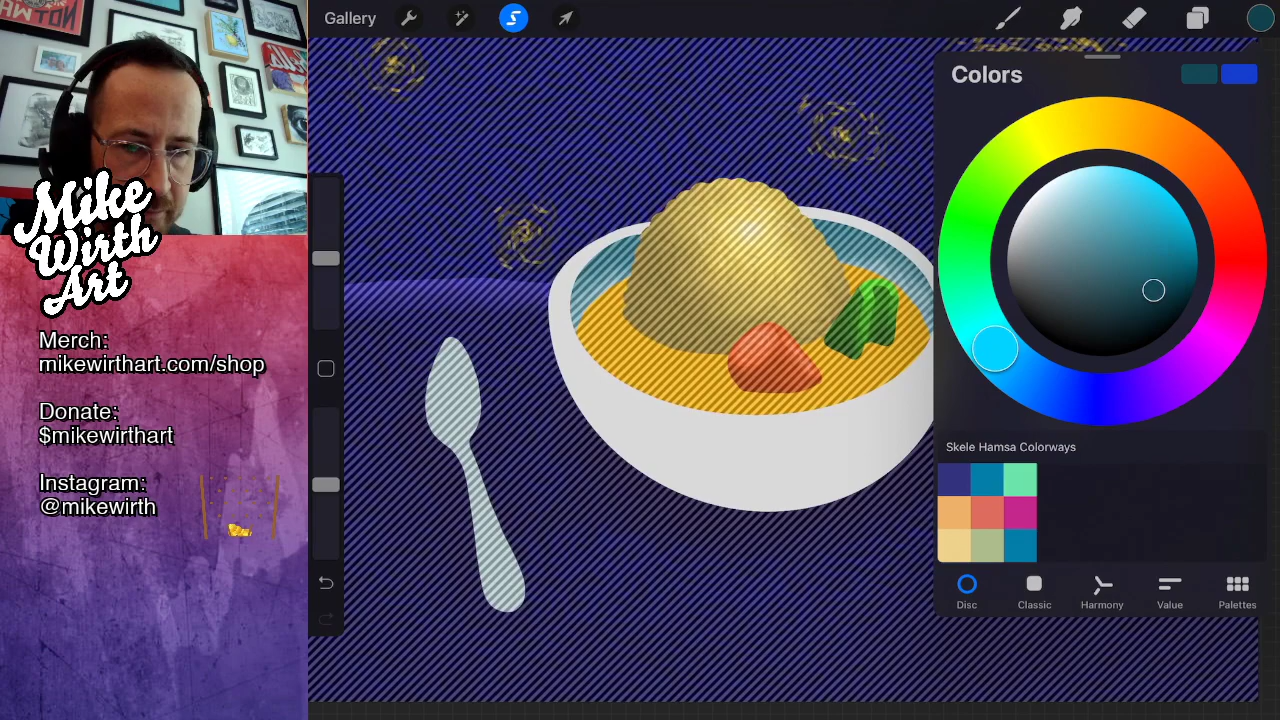 Gallery
Colors
NOT
Mike
Wirth
Art
Merch:
mikewirthart.com/shop
Donate:
$mikewirthart
Instagram:
@mikewirth
Skele Hamsa Colorways
Disc
Classic
Harmony
Value
Palettes